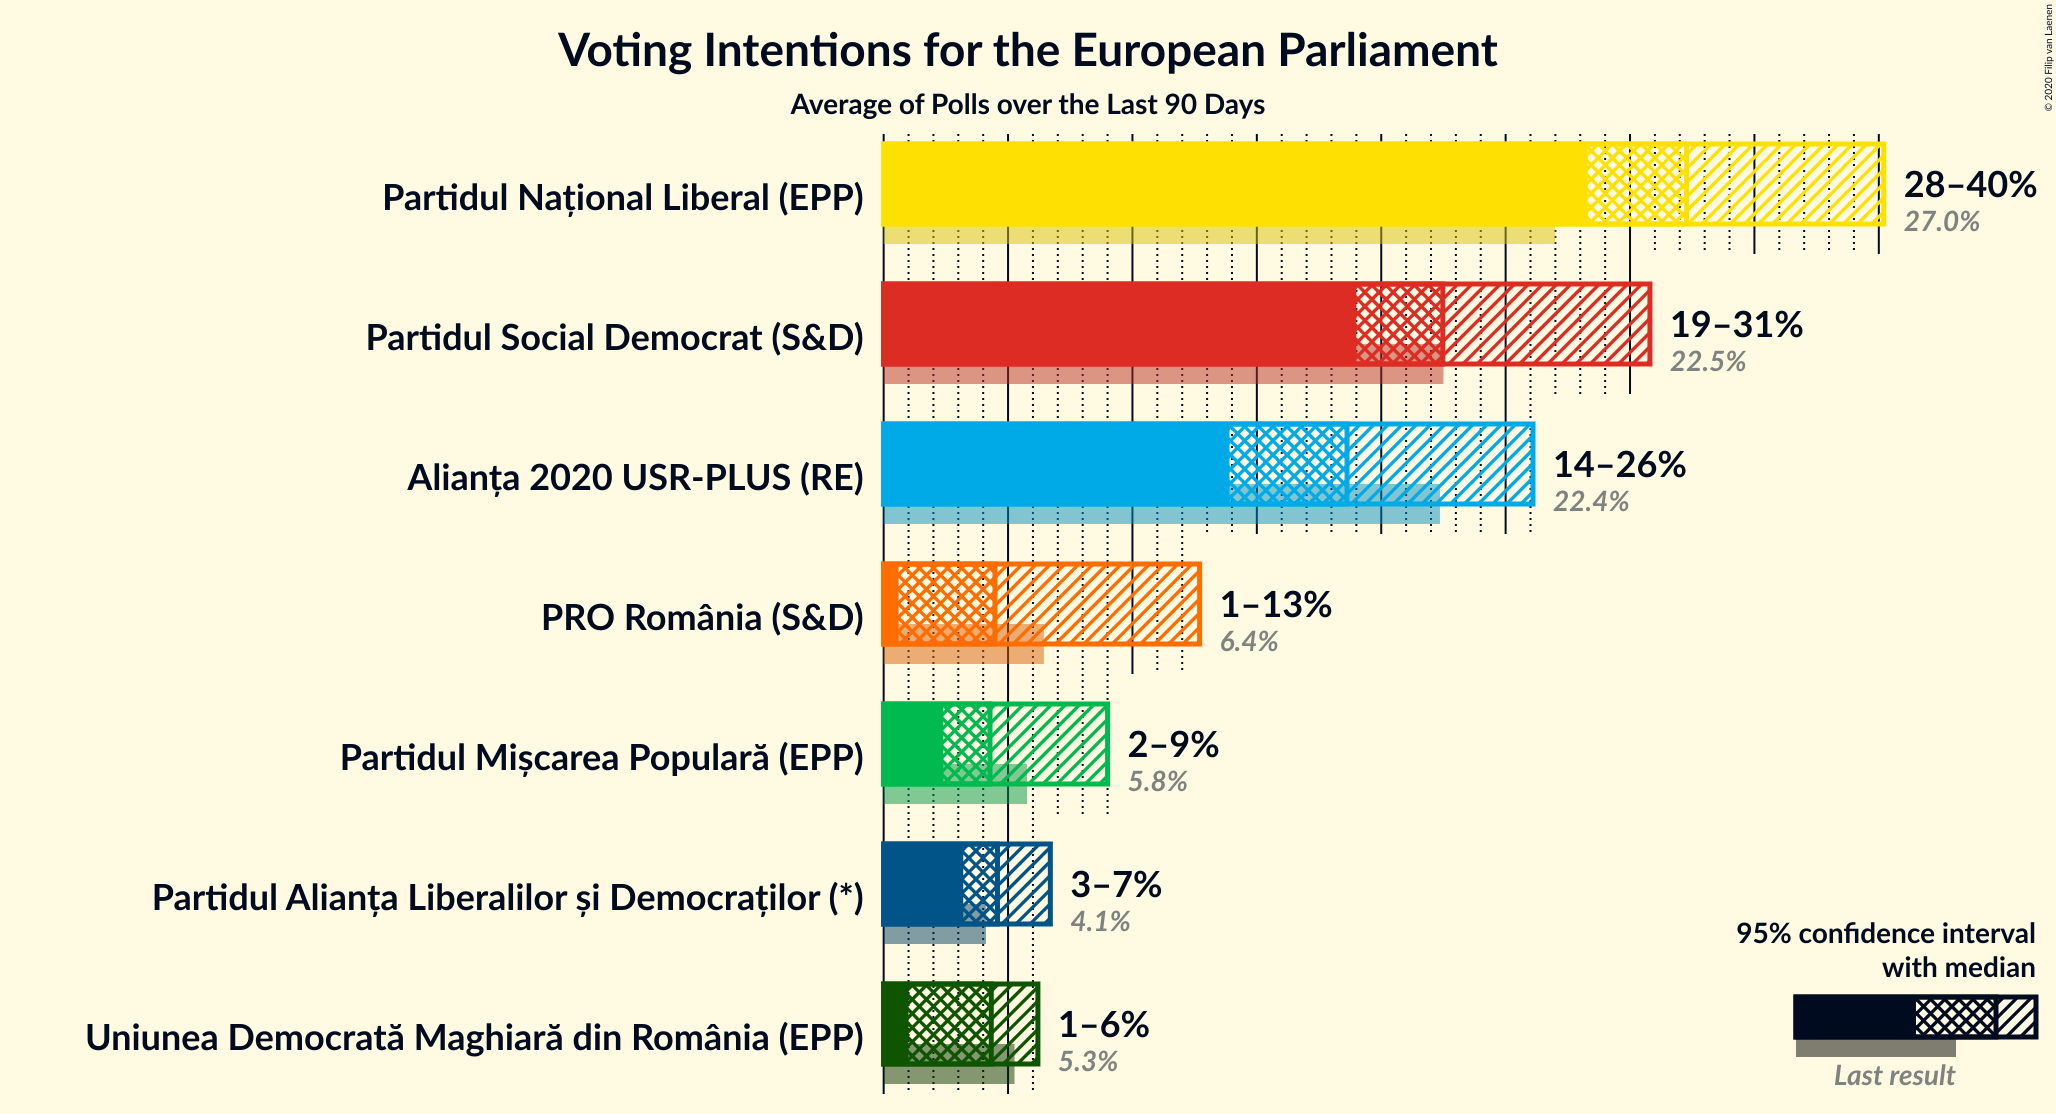 Voting Intentions for the European Parliament
Average of Polls over the Last 90 Days
© 2020 Filip van Laenen
Partidul Național Liberal (EPP)
28–40%
27.0%
Partidul Social Democrat (S&D)
19–31%
22.5%
Alianța 2020 USR-PLUS (RE)
14–26%
22.4%
PRO România (S&D)
1–13%
6.4%
Partidul Mișcarea Populară (EPP)
2–9%
5.8%
Partidul Alianța Liberalilor și Democraților (*)
3–7%
4.1%
Uniunea Democrată Maghiară din România (EPP)
1–6%
5.3%
95% confidence interval
with median
Last result